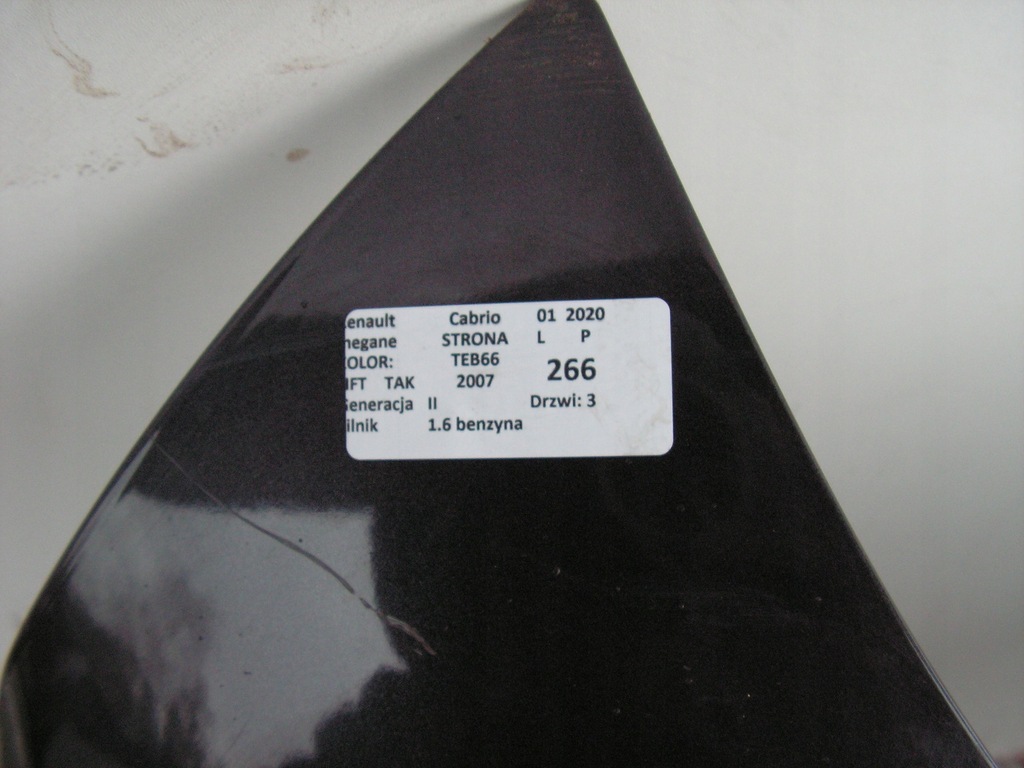 enault Cabrio 01 2020
negane STRONA L P
OLOR: TEB66
IFT TAK 2007 266
Generacja II Drzwi: 3
ilnik 1.6 benzyna